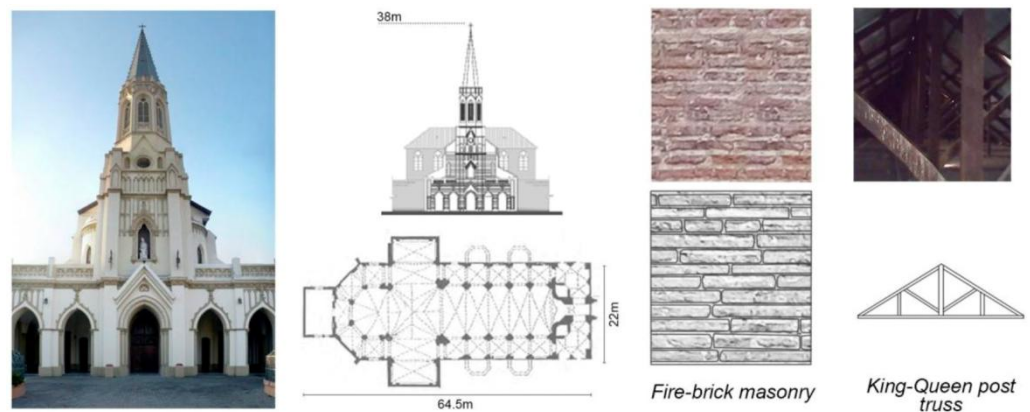 38m
22m
64.5m
Fire-brick masonry
King-Queen post
truss